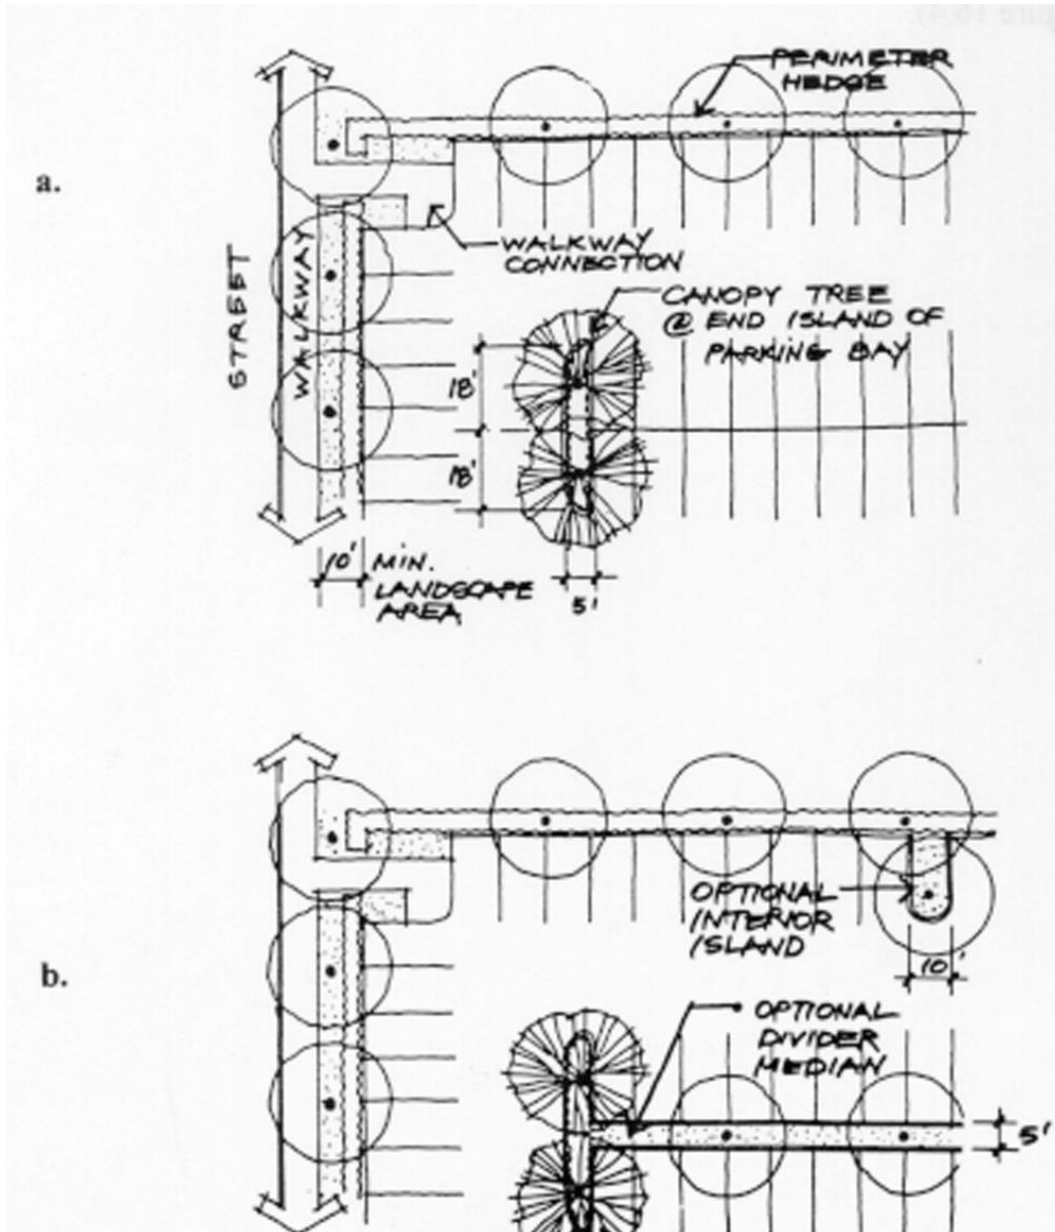 a.
PERIMETER
HEDGE
WALKWAY
CONNECTION
STREET
WALKWAY
CANOPY TREE
@ END ISLAND OF
PARKING BAY
18'
18'
10' MIN.
LANDSCAPE
AREA
5'
b.
OPTIONAL
INTERIOR
ISLAND
10'
OPTIONAL
DIVIDER
MEDIAN
5'